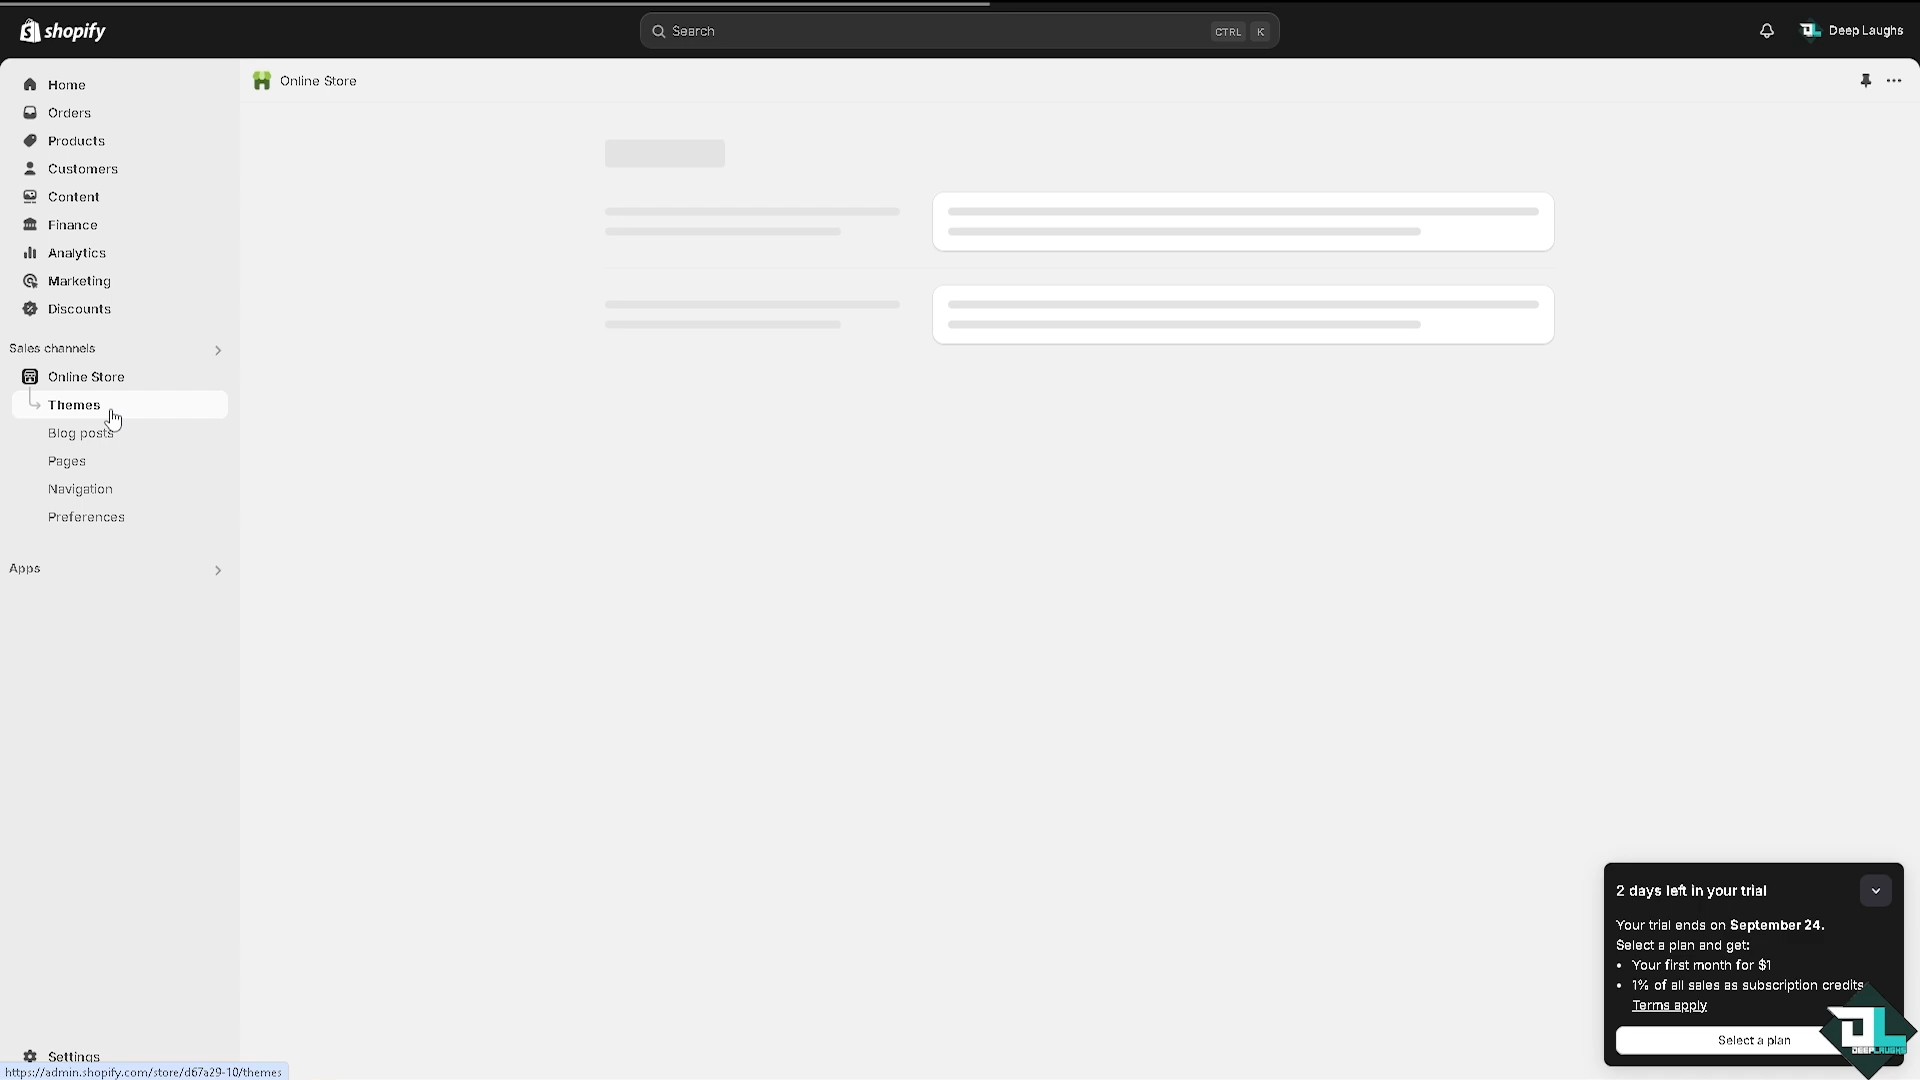 shopify
Search
CTRL K
Deep Laughs
Online Store
Home
Orders
Products
Customers
Content
Finance
Analytics
Marketing
Discounts
Sales channels
Online Store
Themes
Blog posts
Pages
Navigation
Preferences
Apps
Settings
https://admin.shopify.com/store/d67a29-10/themes
2 days left in your trial
Your trial ends on September 24.
Select a plan and get:
• Your first month for $1
• 1% of all sales as subscription credits
Terms apply
Select a plan
DL
DEEPLAUGHS